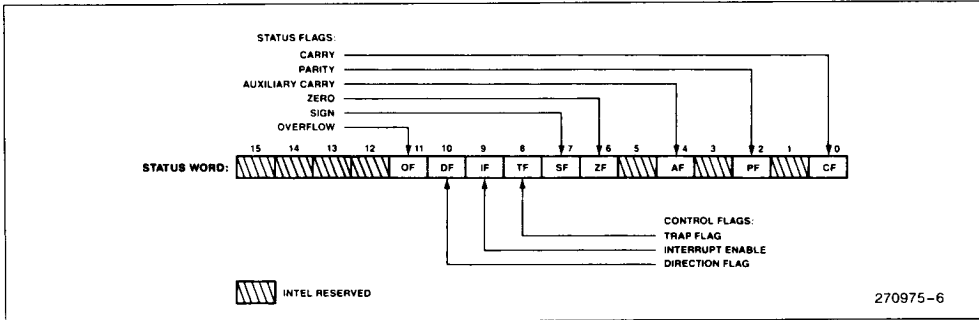 STATUS FLAGS:
CARRY
PARITY
AUXILIARY CARRY
ZERO
SIGN
OVERFLOW
15 14 13 12 11 10 9 8 7 6 5 4 3 2 1 0
STATUS WORD: OF DF IF TF SF ZF AF PF CF
CONTROL FLAGS:
TRAP FLAG
INTERRUPT ENABLE
DIRECTION FLAG
INTEL RESERVED
270975-6